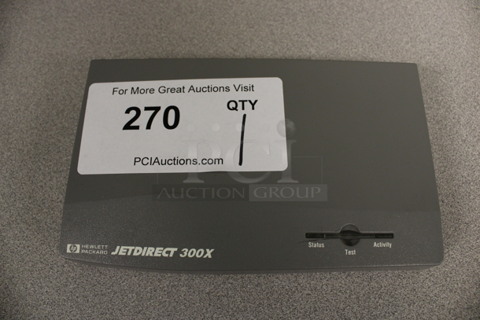 For More Great Auctions Visit
270
QTY
1
PCIAuctions.com
pci
AUCTION GROUP
Status
Activity
Test
hp HEWLETT PACKARD JETDIRECT 300X